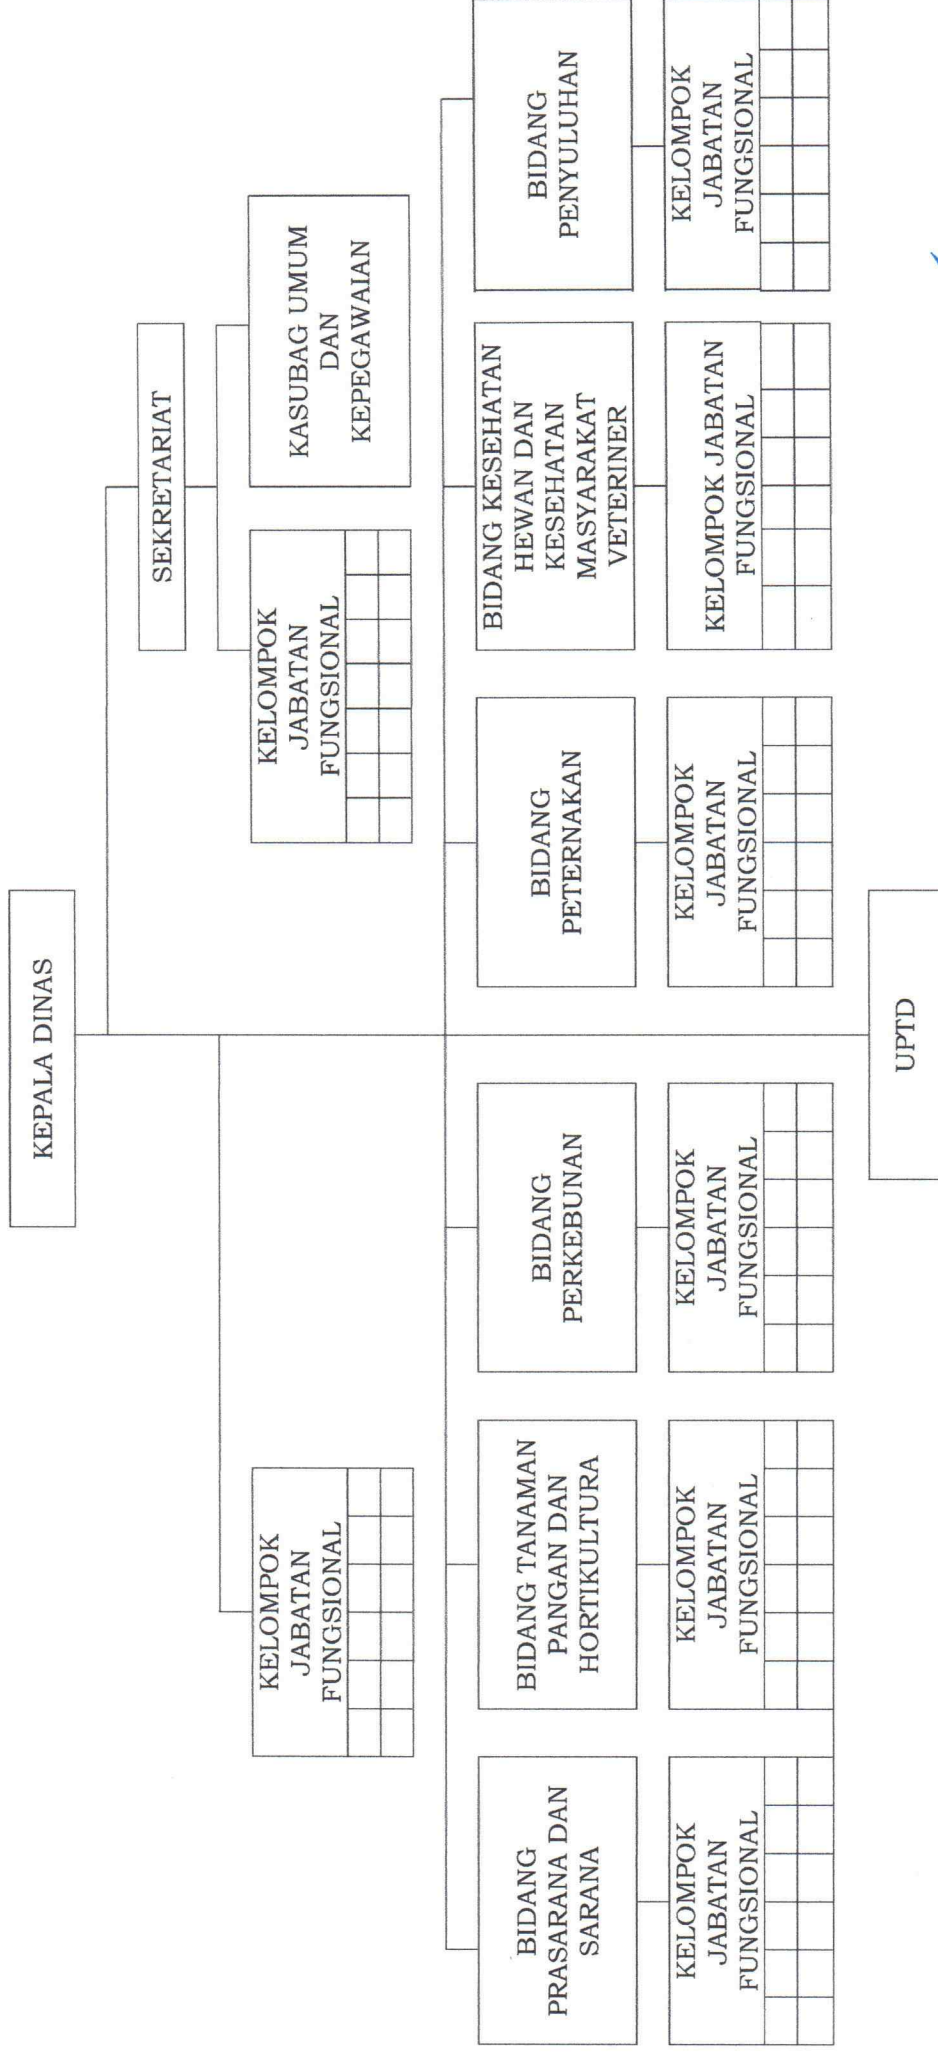 KEPALA DINAS
SEKRETARIAT
KELOMPOK
JABATAN
FUNGSIONAL
KELOMPOK
JABATAN
FUNGSIONAL
KASUBAG UMUM
DAN
KEPEGAWAIAN
BIDANG
PRASARANA DAN
SARANA
BIDANG TANAMAN
PANGAN DAN
HORTIKULTURA
BIDANG
PERKEBUNAN
BIDANG
PETERNAKAN
BIDANG KESEHATAN
HEWAN DAN
KESEHATAN
MASYARAKAT
VETERINER
BIDANG
PENYULUHAN
KELOMPOK
JABATAN
FUNGSIONAL
KELOMPOK
JABATAN
FUNGSIONAL
KELOMPOK
JABATAN
FUNGSIONAL
KELOMPOK
JABATAN
FUNGSIONAL
KELOMPOK JABATAN
FUNGSIONAL
KELOMPOK
JABATAN
FUNGSIONAL
UPTD